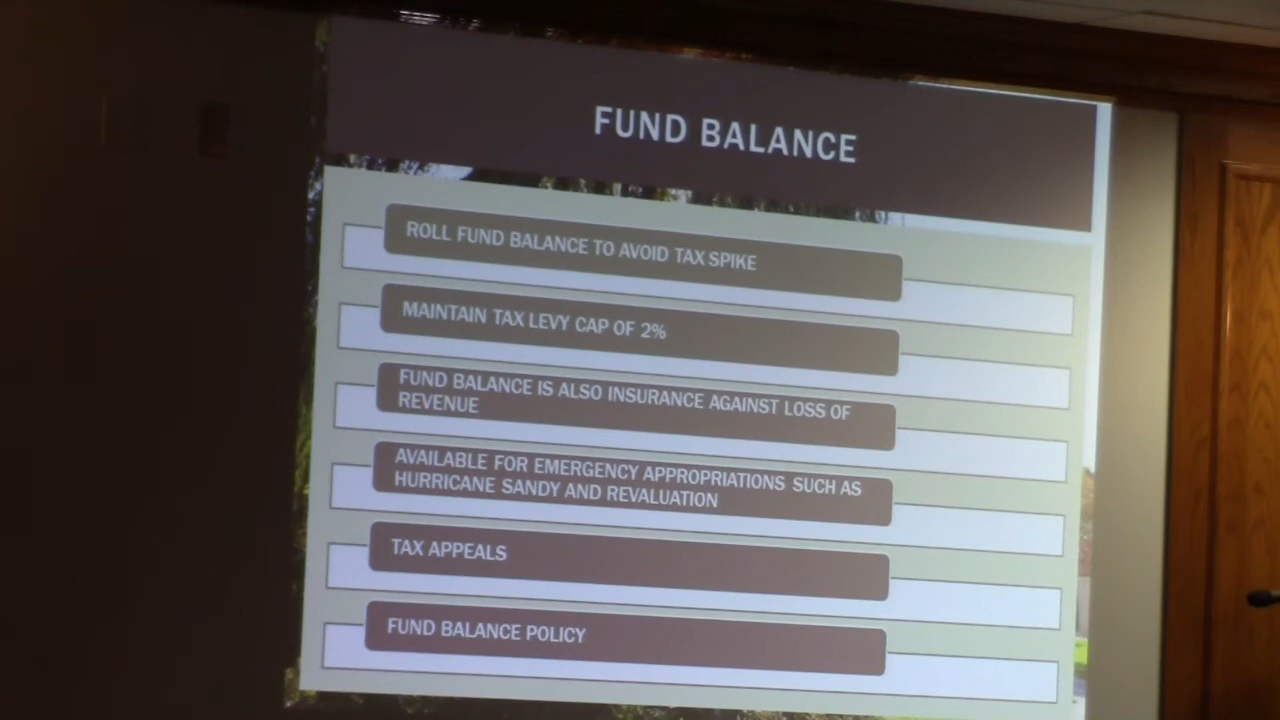 FUND BALANCE
ROLL FUND BALANCE TO AVOID TAX SPIKE
MAINTAIN TAX LEVY CAP OF 2%
FUND BALANCE IS ALSO INSURANCE AGAINST LOSS OF
REVENUE
AVAILABLE FOR EMERGENCY APPROPRIATIONS SUCH AS
HURRICANE SANDY AND REVALUATION
TAX APPEALS
FUND BALANCE POLICY